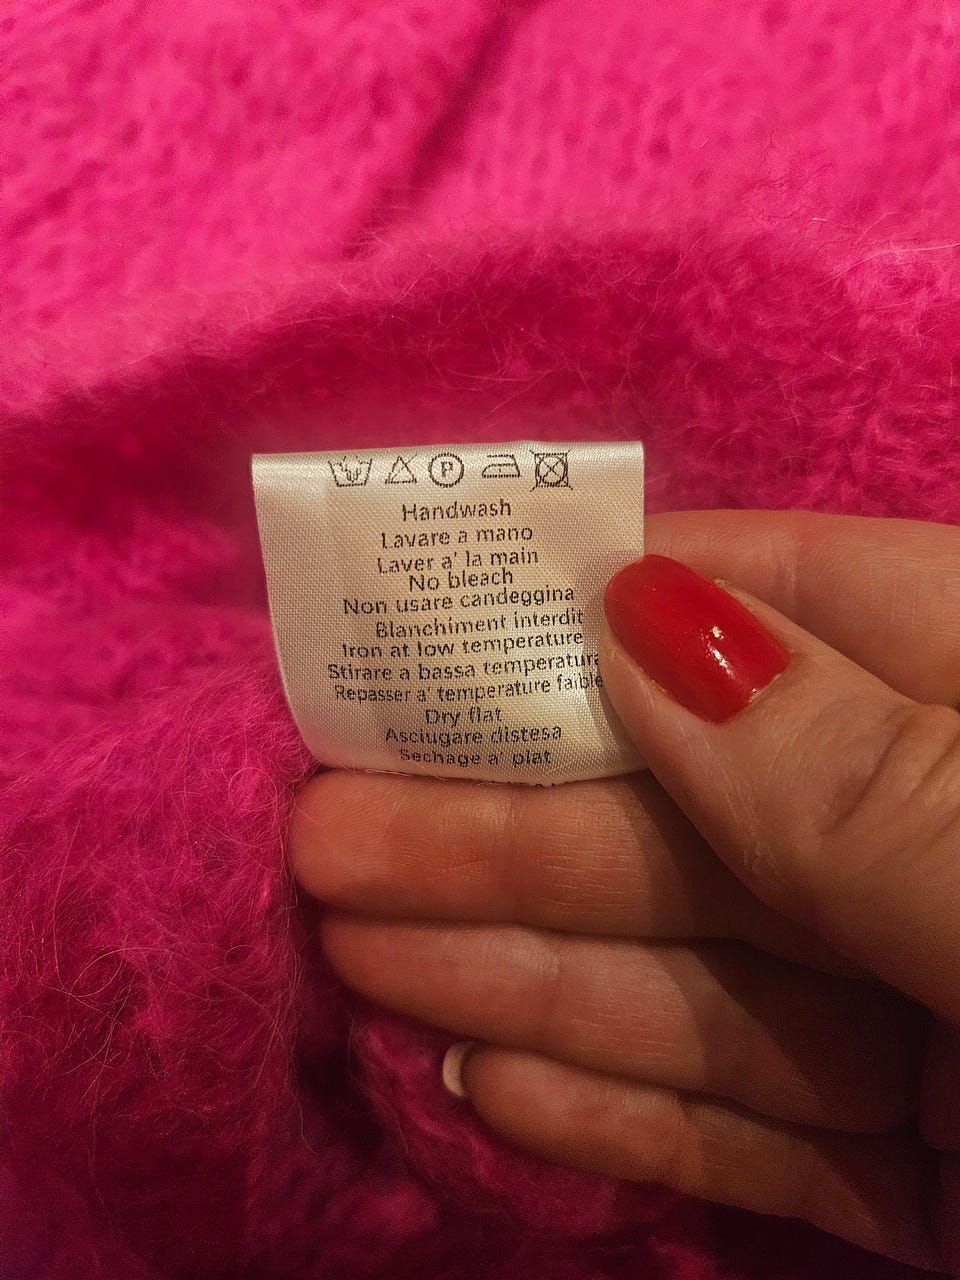 P
Handwash
Lavare a mano
Laver a' la main
No bleach
Non usare candeggina
Blanchiment interdit
Iron at low temperature
Stirare a bassa temperatura
Repasser a' temperature faible
Dry flat
Asciugare distesa
Sechage a' plat